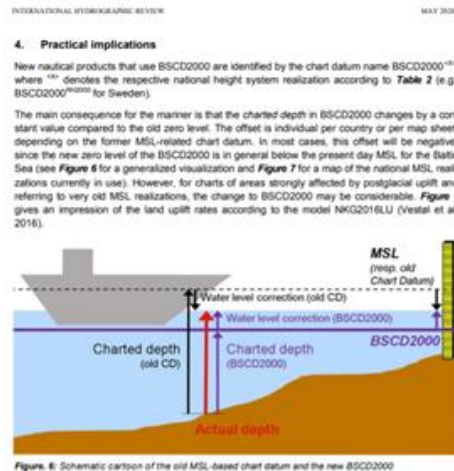 INTERNATIONAL HYDROGRAPHIC REVIEW
MAY 2020
4. Practical implications
New nautical products that use BSCD2000 are identified by the chart datum name BSCD2000
where denotes the respective national height system realization according to Table 2 (e.g.
BSCD2000 for Sweden).
The main consequence for the mariner is that the charted depth in BSCD2000 changes by a con-
stant value compared to the old zero level. The offset is individual per country or per map sheet,
depending on the former MSL-related chart datum. In most cases, this offset will be negative,
since the new zero level of the BSCD2000 is in general below the present day MSL for the Baltic
Sea (see Figure 6 for a generalized visualization and Figure 7 for a map of the national MSL reali-
zations currently in use). However, for charts of areas strongly affected by postglacial uplift and
referring to very old MSL realizations, the change to BSCD2000 may be considerable. Figure
gives an impression of the land uplift rates according to the model NKG2016LU (Vestøl et al
2016).
MSL
(resp. old
Chart Datum)
Water level correction (old CD)
Water level correction (BSCD2000)
BSCD2000
Charted depth
(old CD)
Charted depth
(BSCD2000)
Actual depth
Figure. 6: Schematic cartoon of the old MSL-based chart datum and the new BSCD2000